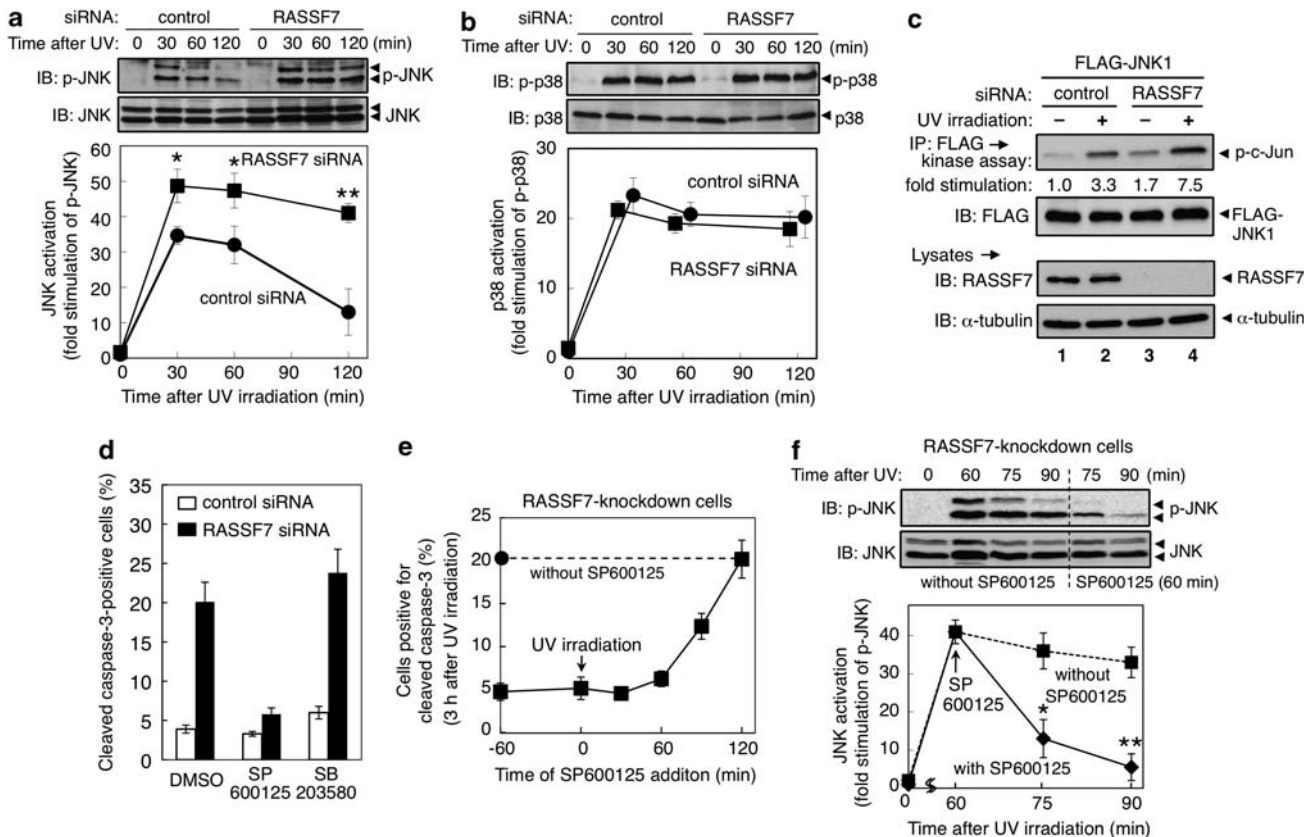 a
siRNA: control RASSF7
Time after UV: 0 30 60 120 0 30 60 120 (min)
IB: p-JNK p-JNK
IB: JNK JNK
JNK activation
(fold stimulation of p-JNK)
60
50
40
30
20
10
0
* * **
RASSF7 siRNA
control siRNA
0 30 60 90 120
Time after UV irradiation (min)
b
siRNA: control RASSF7
Time after UV: 0 30 60 120 0 30 60 120 (min)
IB: p-p38 p-p38
IB: p38 p38
p38 activation
(fold stimulation of p-p38)
60
50
40
30
20
10
0
control siRNA
RASSF7 siRNA
0 30 60 90 120
Time after UV irradiation (min)
c
FLAG-JNK1
siRNA: control RASSF7
UV irradiation: – + – +
IP: FLAG →
kinase assay: p-c-Jun
fold stimulation: 1.0 3.3 1.7 7.5
IB: FLAG FLAG-
JNK1
Lysates →
IB: RASSF7 RASSF7
IB: α-tubulin α-tubulin
1 2 3 4
d
Cleaved caspase-3-positive cells (%)
35
30
25
20
15
10
5
0
control siRNA
RASSF7 siRNA
DMSO SP SB
600125 203580
e
RASSF7-knockdown cells
Cells positive for
cleaved caspase-3 (%)
(3 h after UV irradiation)
25
20
15
10
5
0
without SP600125
UV irradiation
-60 0 60 120
Time of SP600125 additon (min)
f
RASSF7-knockdown cells
Time after UV: 0 60 75 90 75 90 (min)
IB: p-JNK p-JNK
IB: JNK JNK
without SP600125 SP600125 (60 min)
JNK activation
(fold stimulation of p-JNK)
40
30
20
10
0
SP
600125
without
SP600125
* **
with SP600125
0 60 75 90
Time after UV irradiation (min)